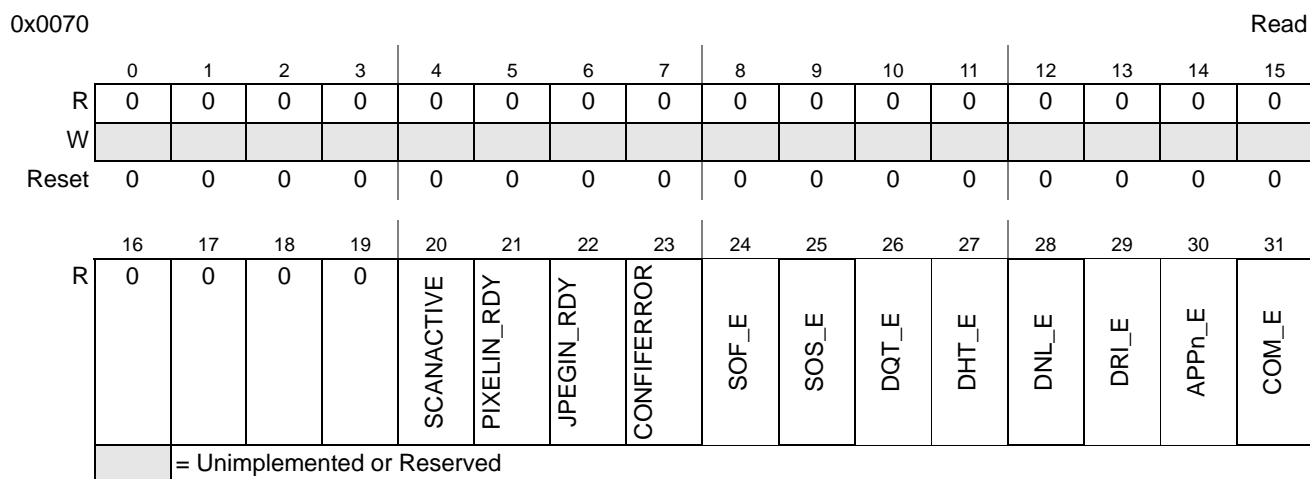 0x0070 Read
0 1 2 3 4 5 6 7 8 9 10 11 12 13 14 15
R 0 0 0 0 0 0 0 0 0 0 0 0 0 0 0 0
W
Reset 0 0 0 0 0 0 0 0 0 0 0 0 0 0 0 0
16 17 18 19 20 21 22 23 24 25 26 27 28 29 30 31
R 0 0 0 0 SCANACTIVE PIXELIN_RDY JPEGIN_RDY CONFIFERROR SOF_E SOS_E DQT_E DHT_E DNL_E DRI_E APPn_E COM_E
= Unimplemented or Reserved